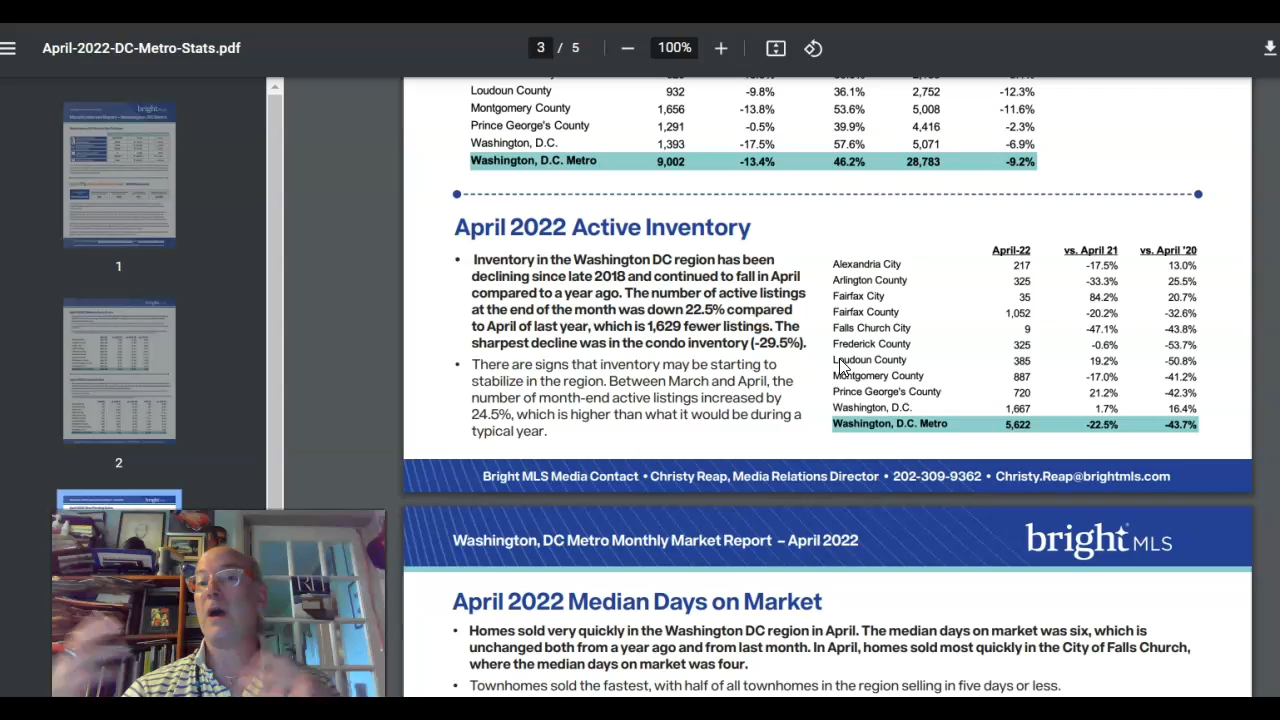 April-2022-DC-Metro-Stats.pdf
3 / 5
100%
1
2
Loudoun County 932 -9.8% 36.1% 2,752 -12.3%
Montgomery County 1,656 -13.8% 53.6% 5,008 -11.6%
Prince George's County 1,291 -0.5% 39.9% 4,416 -2.3%
Washington, D.C. 1,393 -17.5% 57.6% 5,071 -6.9%
Washington, D.C. Metro 9,002 -13.4% 46.2% 28,783 -9.2%
April 2022 Active Inventory
• Inventory in the Washington DC region has been
declining since late 2018 and continued to fall in April
compared to a year ago. The number of active listings
at the end of the month was down 22.5% compared
to April of last year, which is 1,629 fewer listings. The
sharpest decline was in the condo inventory (-29.5%).
• There are signs that inventory may be starting to
stabilize in the region. Between March and April, the
number of month-end active listings increased by
24.5%, which is higher than what it would be during a
typical year.
April-22 vs. April 21 vs. April '20
Alexandria City 217 -17.5% 13.0%
Arlington County 325 -33.3% 25.5%
Fairfax City 35 84.2% 20.7%
Fairfax County 1,052 -20.2% -32.6%
Falls Church City 9 -47.1% -43.8%
Frederick County 325 -0.6% -53.7%
Loudoun County 385 19.2% -50.8%
Montgomery County 887 -17.0% -41.2%
Prince George's County 720 21.2% -42.3%
Washington, D.C. 1,667 1.7% 16.4%
Washington, D.C. Metro 5,622 -22.5% -43.7%
Bright MLS Media Contact • Christy Reap, Media Relations Director • 202-309-9362 • Christy.Reap@brightmls.com
Washington, DC Metro Monthly Market Report – April 2022
bright MLS
April 2022 Median Days on Market
• Homes sold very quickly in the Washington DC region in April. The median days on market was six, which is
unchanged both from a year ago and from last month. In April, homes sold most quickly in the City of Falls Church,
where the median days on market was four.
• Townhomes sold the fastest, with half of all townhomes in the region selling in five days or less.